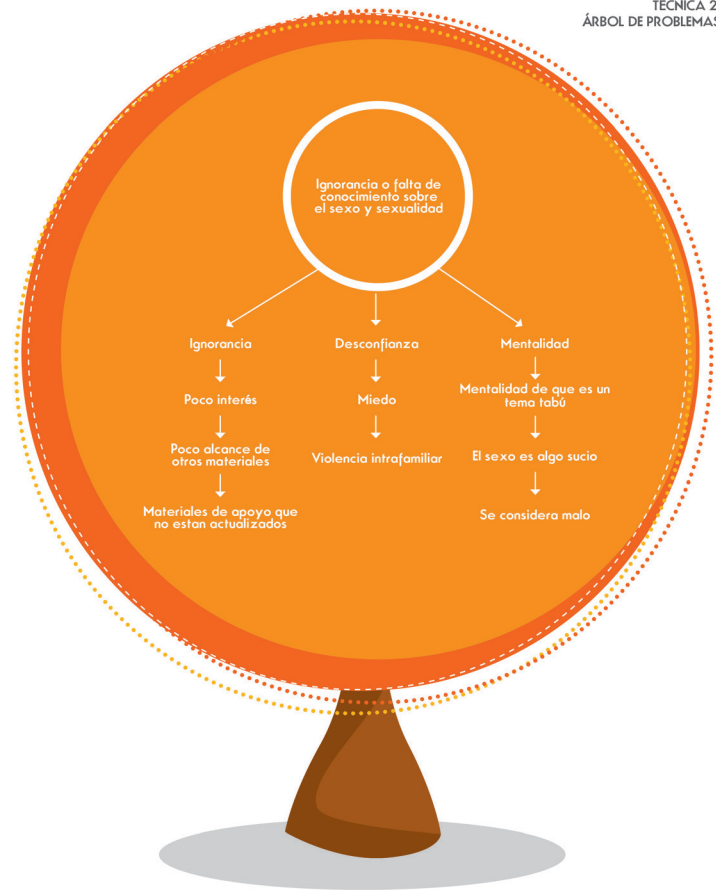 TÉCNICA 2
ÁRBOL DE PROBLEMAS
Ignorancia o falta de
conocimiento sobre
el sexo y sexualidad
Ignorancia
Poco interés
Poco alcance de
otros materiales
Materiales de apoyo que
no estan actualizados
Desconfianza
Miedo
Violencia intrafamiliar
Mentalidad
Mentalidad de que es un
tema tabú
El sexo es algo sucio
Se considera malo